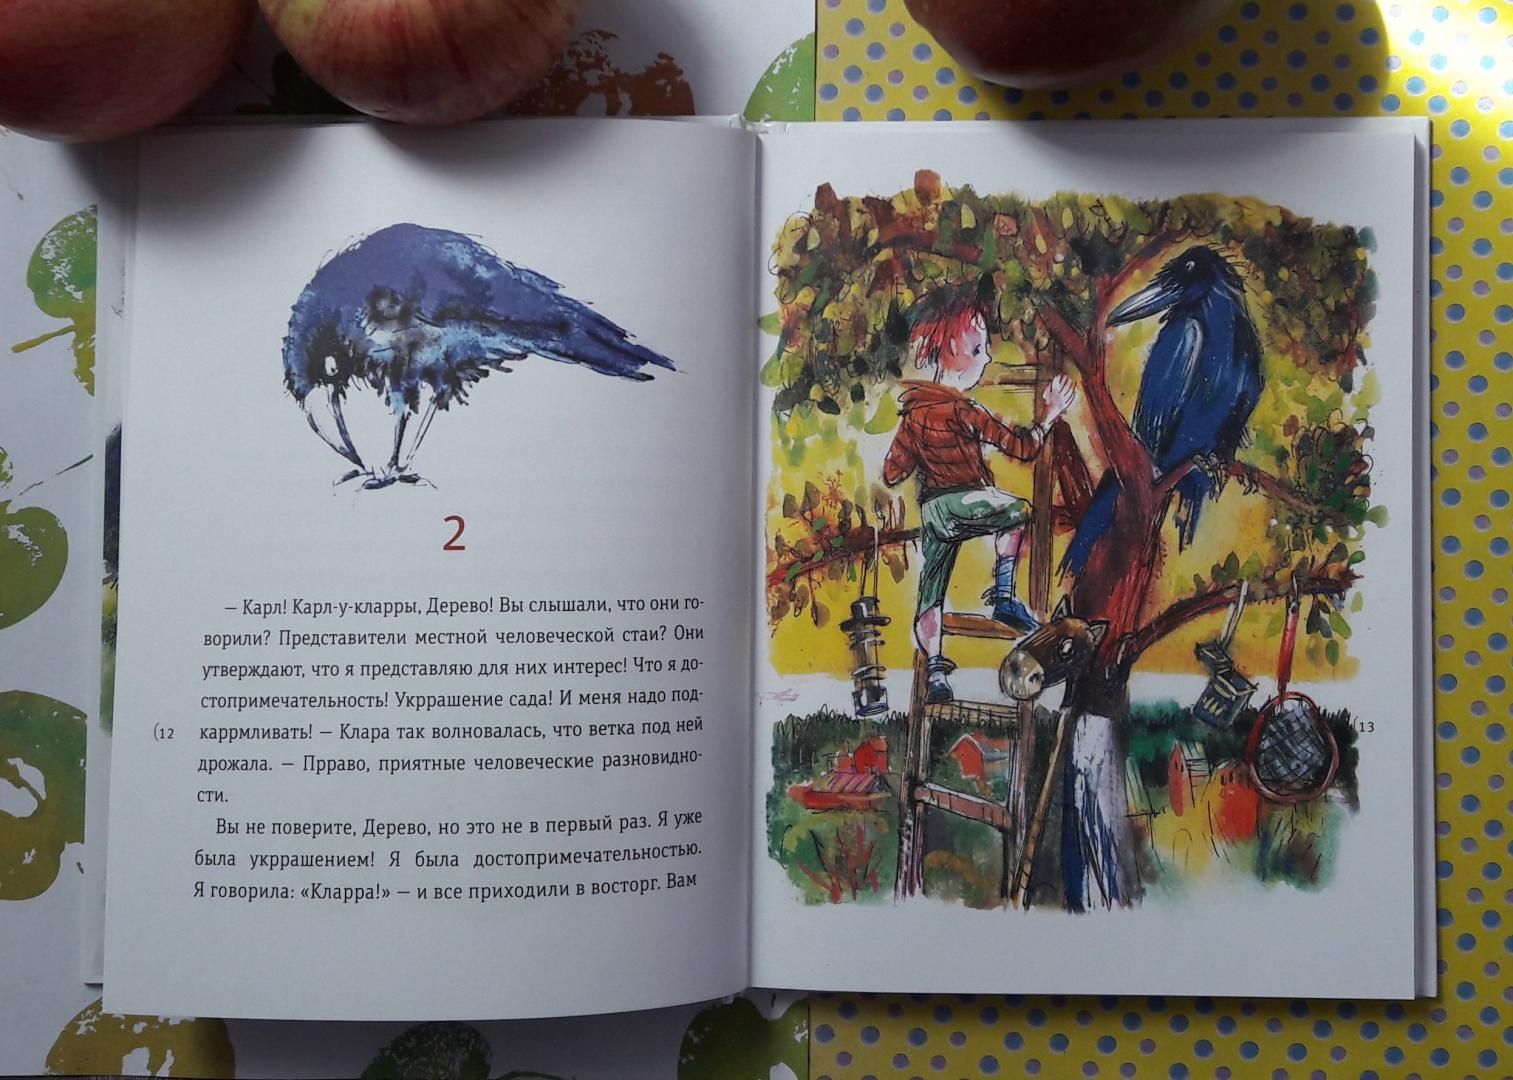 2
— Карл! Карл-у-кларры, Дерево! Вы слышали, что они го-
ворили? Представители местной человеческой стаи? Они
утверждают, что я представляю для них интерес! Что я до-
стопримечательность! Укррашение сада! И меня надо под-
(12 каррмливать! — Клара так волновалась, что ветка под ней
дрожала. — Прраво, приятные человеческие разновидно-
сти.
Вы не поверите, Дерево, но это не в первый раз. Я уже
была укррашением! Я была достопримечательностью.
Я говорила: «Кларра!» — и все приходили в восторг. Вам
(13